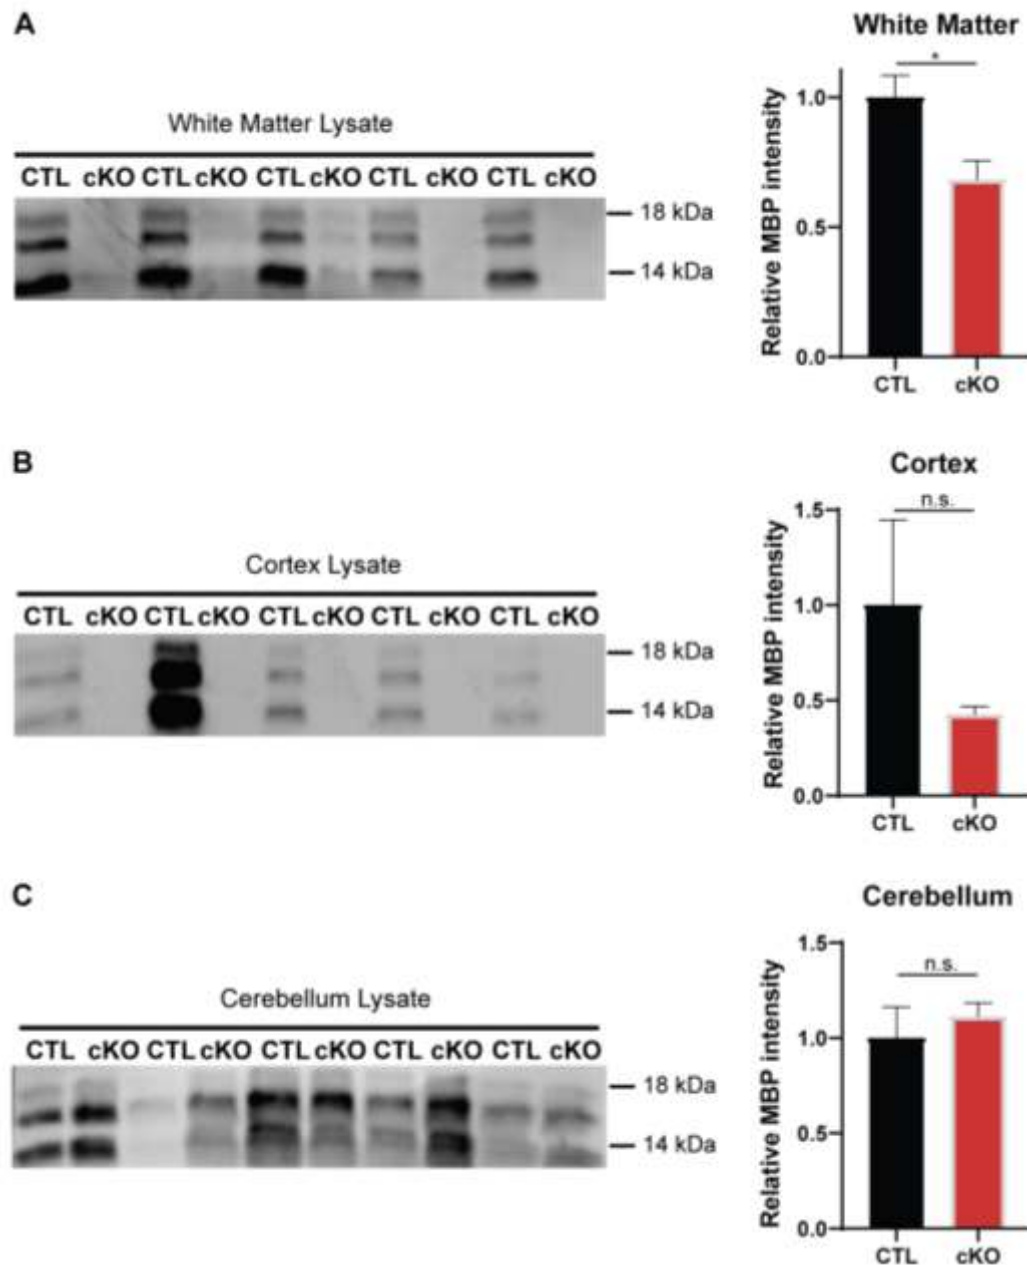 A
White Matter
White Matter Lysate
CTL cKO CTL cKO CTL cKO CTL cKO CTL cKO
18 kDa
14 kDa
Relative MBP intensity
*
1.0
0.5
0.0
CTL cKO
B
Cortex
Cortex Lysate
CTL cKO CTL cKO CTL cKO CTL cKO CTL cKO
18 kDa
14 kDa
Relative MBP intensity
n.s.
1.5
1.0
0.5
0.0
CTL cKO
C
Cerebellum
Cerebellum Lysate
CTL cKO CTL cKO CTL cKO CTL cKO CTL cKO
18 kDa
14 kDa
Relative MBP intensity
n.s.
1.5
1.0
0.5
0.0
CTL cKO